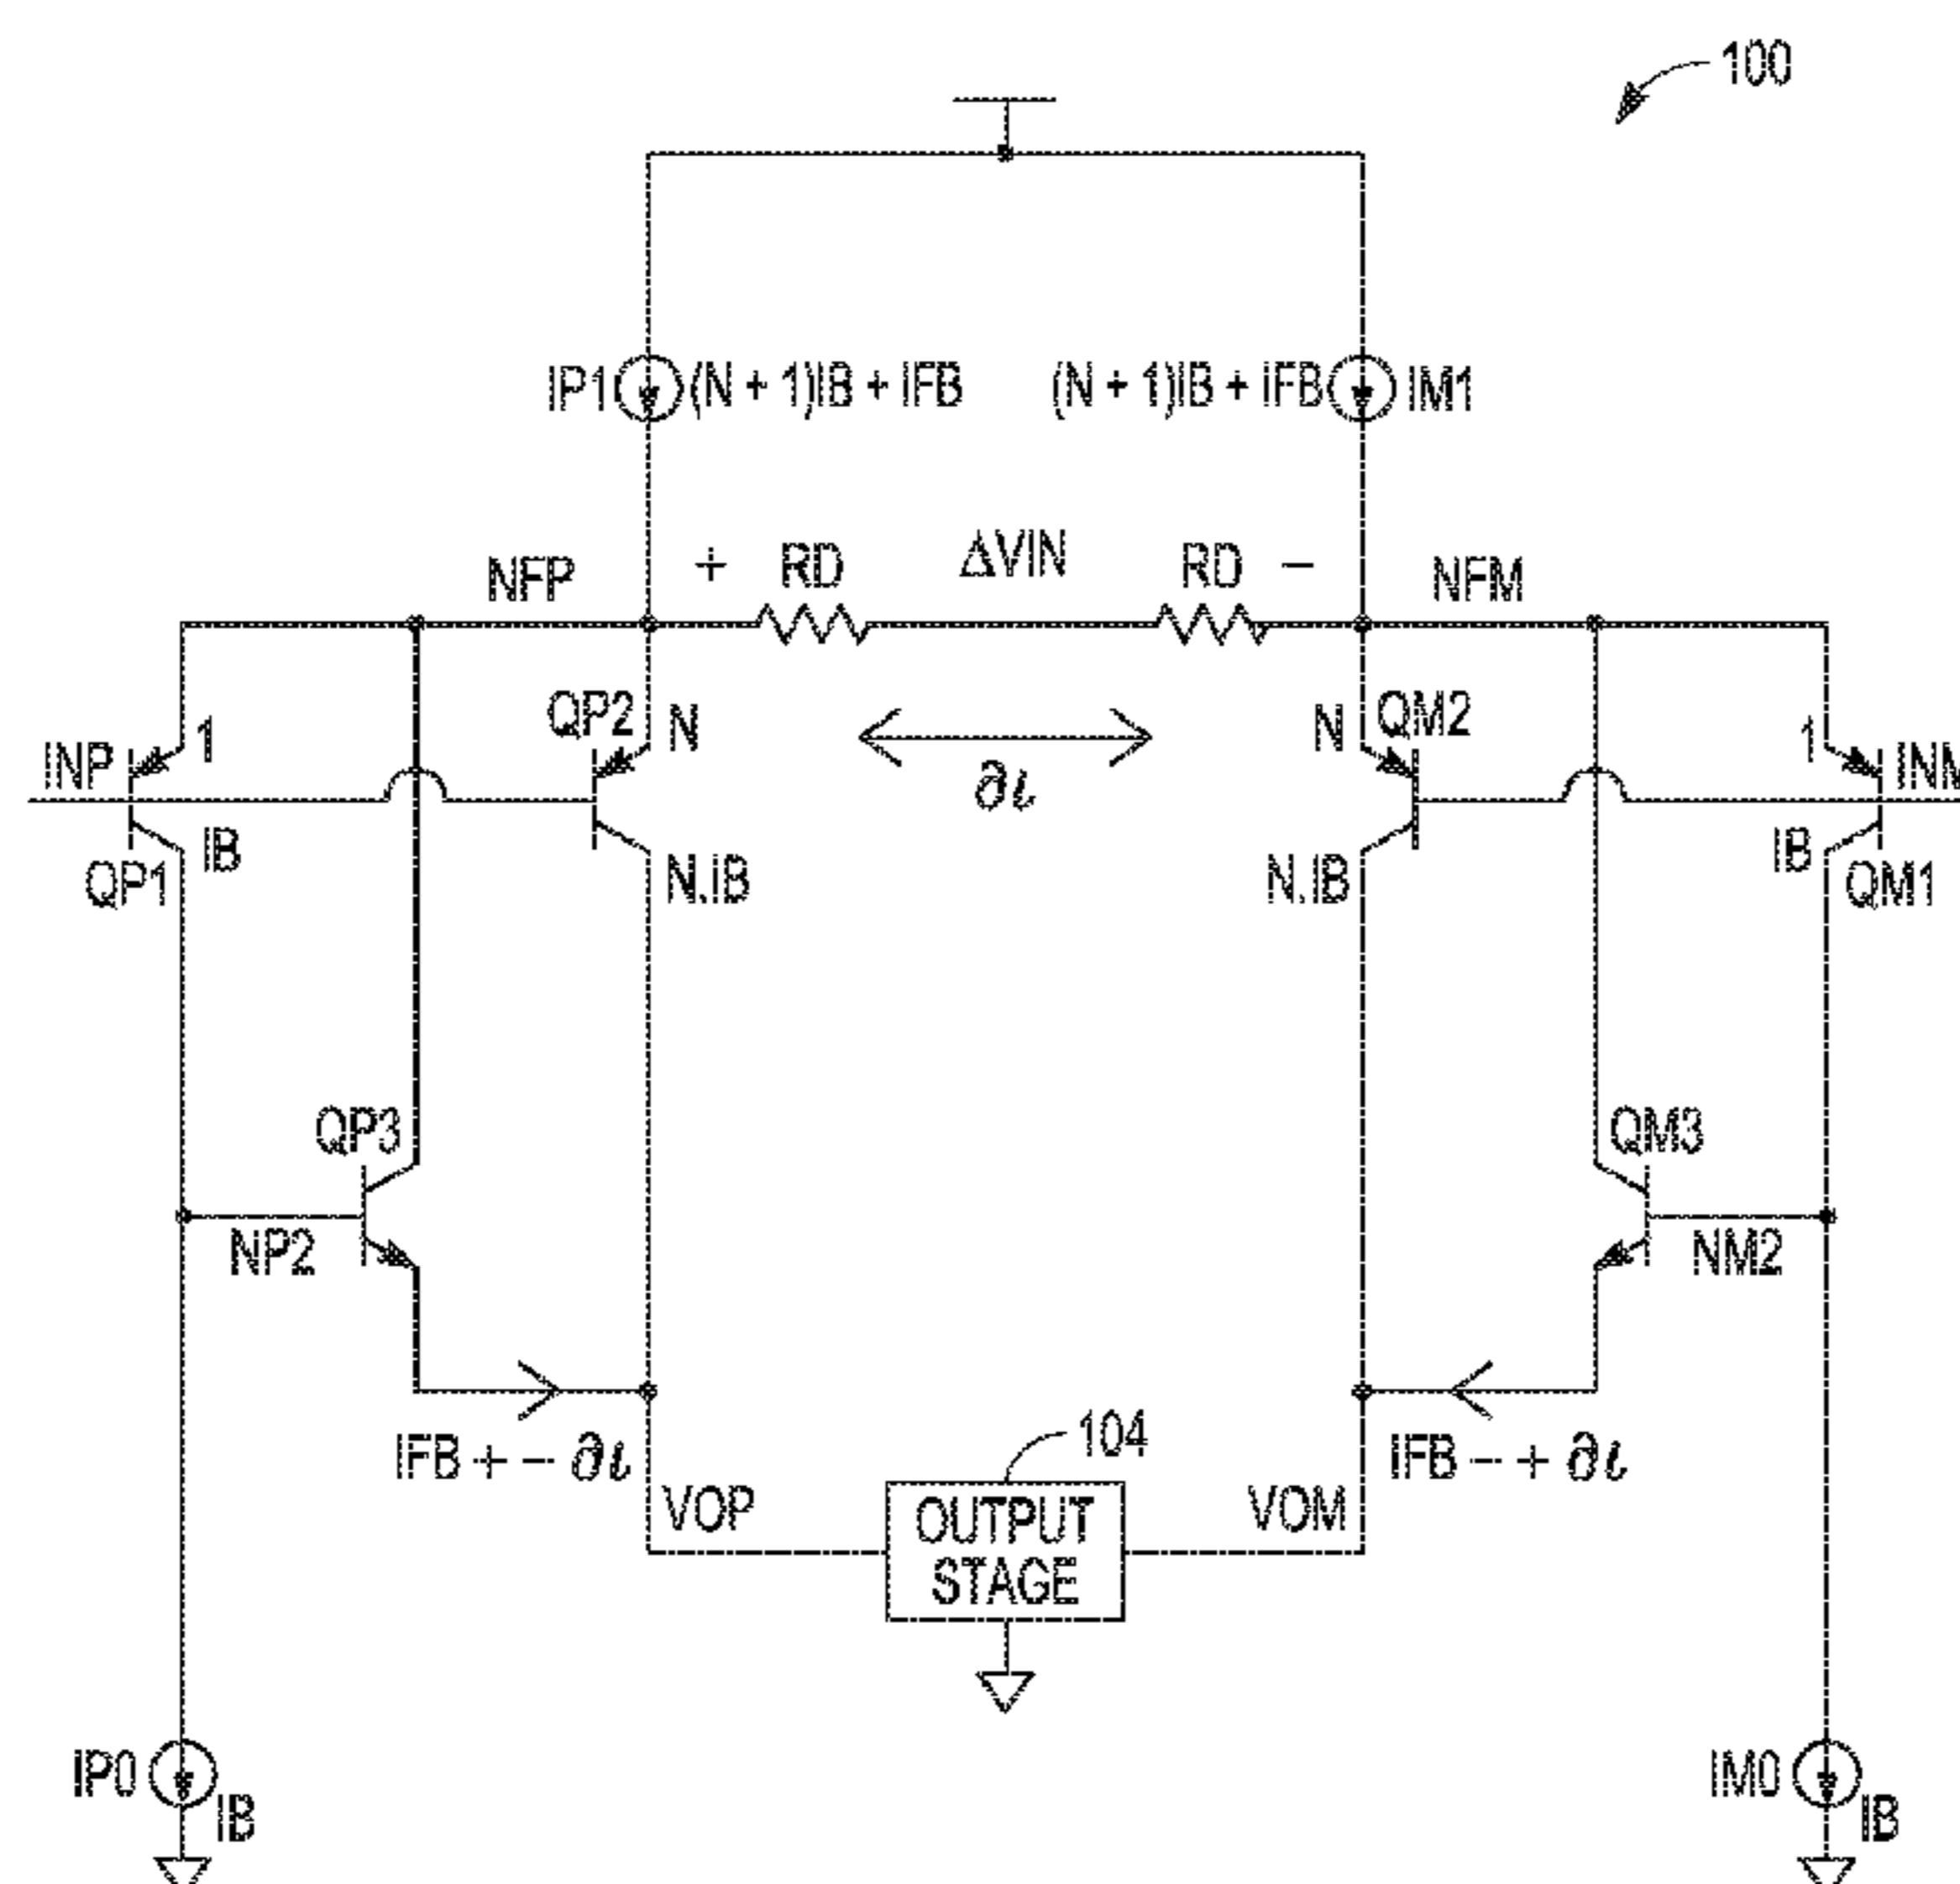 100
IP1 (N + 1)IB + IFB (N + 1)IB + IFB IM1
NFP + RD ΔVIN RD − NFM
INP 1 QP2 N N QM2 1 INM
∂ι
QP1 IB N.IB N.IB IB QM1
QP3 QM3
NP2 NM2
IFB + − ∂ι IFB − + ∂ι
104
VOP OUTPUT STAGE VOM
IP0 IB IM0 IB